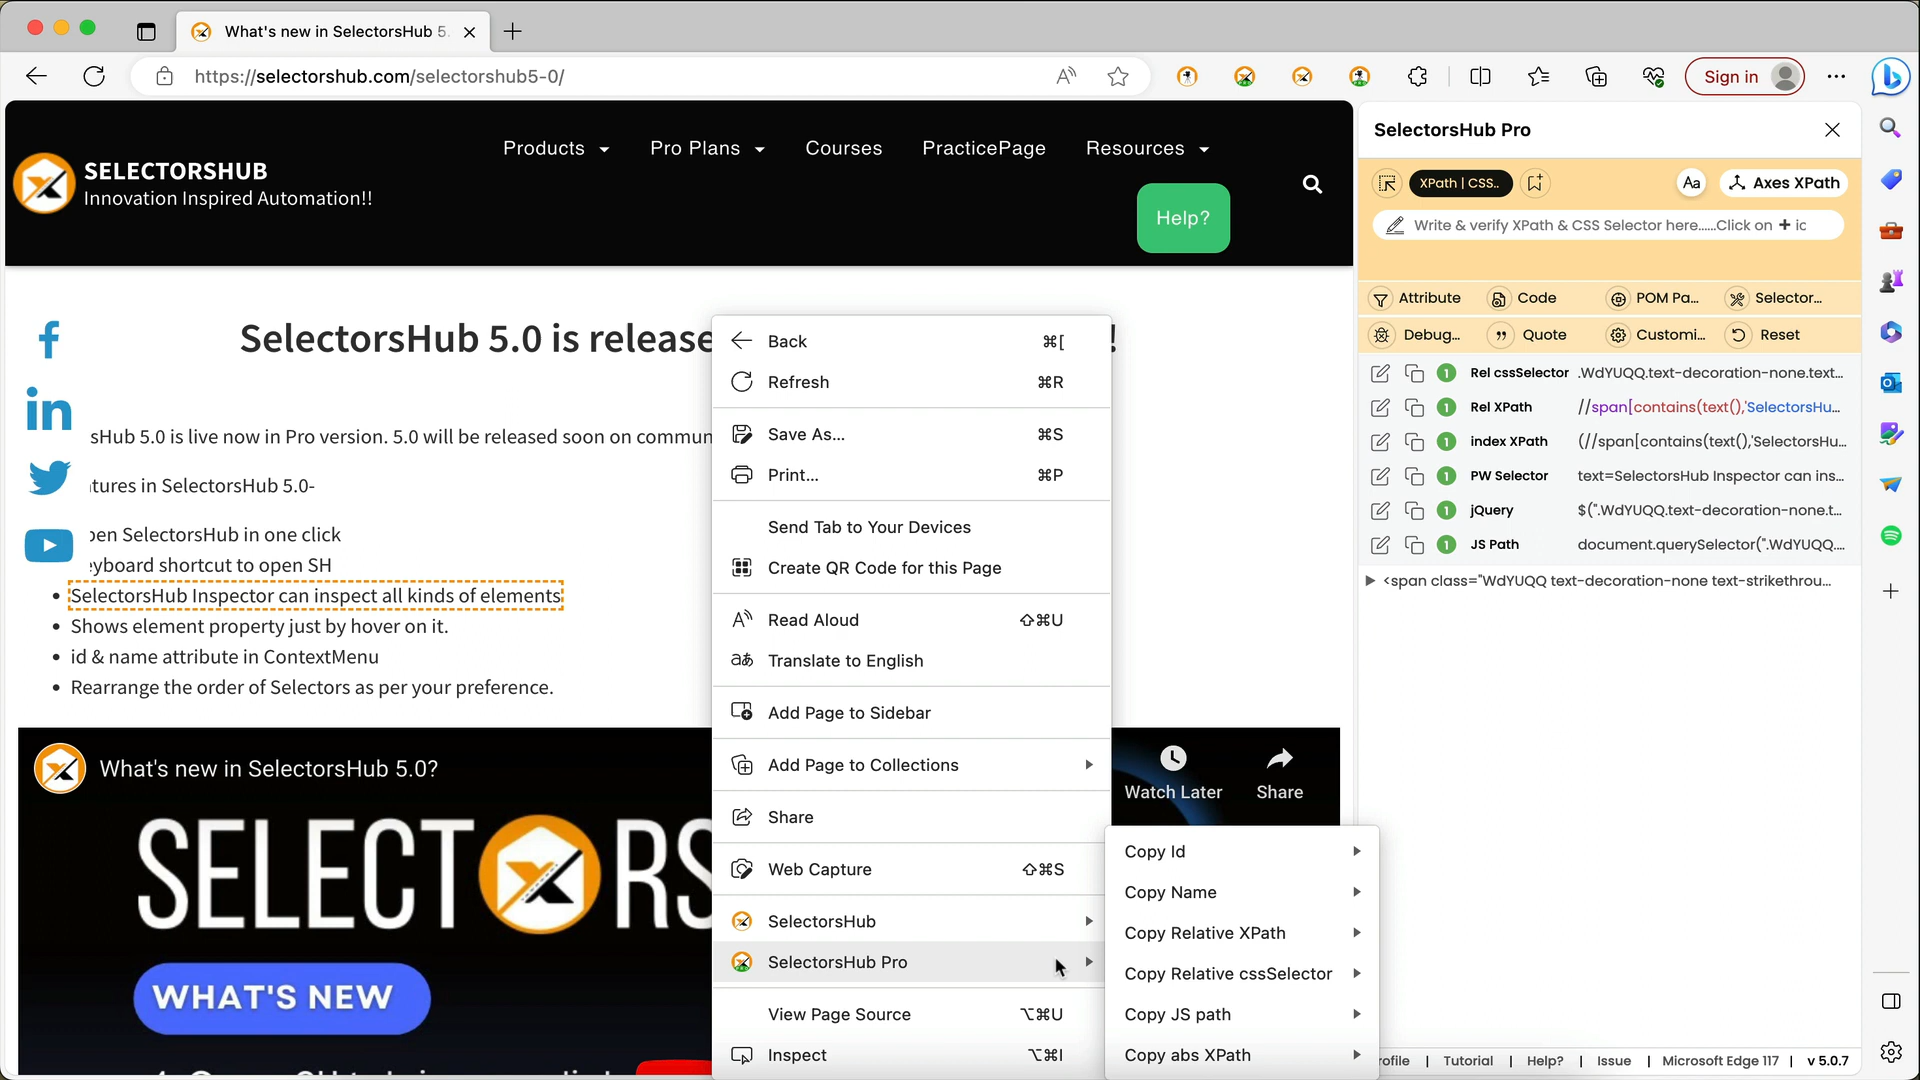 What's new in SelectorsHub 5.
https://selectorshub.com/selectorshub5-0/
Sign in
SELECTORSHUB
Innovation Inspired Automation!!
Products
Pro Plans
Courses
PracticePage
Resources
Help?
SelectorsHub 5.0 is release
!
sHub 5.0 is live now in Pro version. 5.0 will be released soon on commun
tures in SelectorsHub 5.0-
pen SelectorsHub in one click
eyboard shortcut to open SH
• SelectorsHub Inspector can inspect all kinds of elements
• Shows element property just by hover on it.
• id & name attribute in ContextMenu
• Rearrange the order of Selectors as per your preference.
What's new in SelectorsHub 5.0?
SELECT RS
WHAT'S NEW
Watch Later
Share
Back ⌘[
Refresh ⌘R
Save As... ⌘S
Print... ⌘P
Send Tab to Your Devices
Create QR Code for this Page
Read Aloud ⇧⌘U
Translate to English
Add Page to Sidebar
Add Page to Collections
Share
Web Capture ⇧⌘S
SelectorsHub
SelectorsHub Pro
View Page Source ⌥⌘U
Inspect ⌥⌘I
Copy Id
Copy Name
Copy Relative XPath
Copy Relative cssSelector
Copy JS path
Copy abs XPath
SelectorsHub Pro
XPath | CSS..
Aa
Axes XPath
Write & verify XPath & CSS Selector here......Click on + ic
Attribute
Code
POM Pa...
Selector...
Debug...
Quote
Customi...
Reset
1 Rel cssSelector .WdYUQQ.text-decoration-none.text...
1 Rel XPath //span[contains(text(),'SelectorsHu...
1 index XPath (//span[contains(text(),'SelectorsHu...
1 PW Selector text=SelectorsHub Inspector can ins...
1 jQuery $(".WdYUQQ.text-decoration-none.t...
1 JS Path document.querySelector(".WdYUQQ....
<span class="WdYUQQ text-decoration-none text-strikethrou...
rofile | Tutorial | Help? | Issue | Microsoft Edge 117 | v 5.0.7